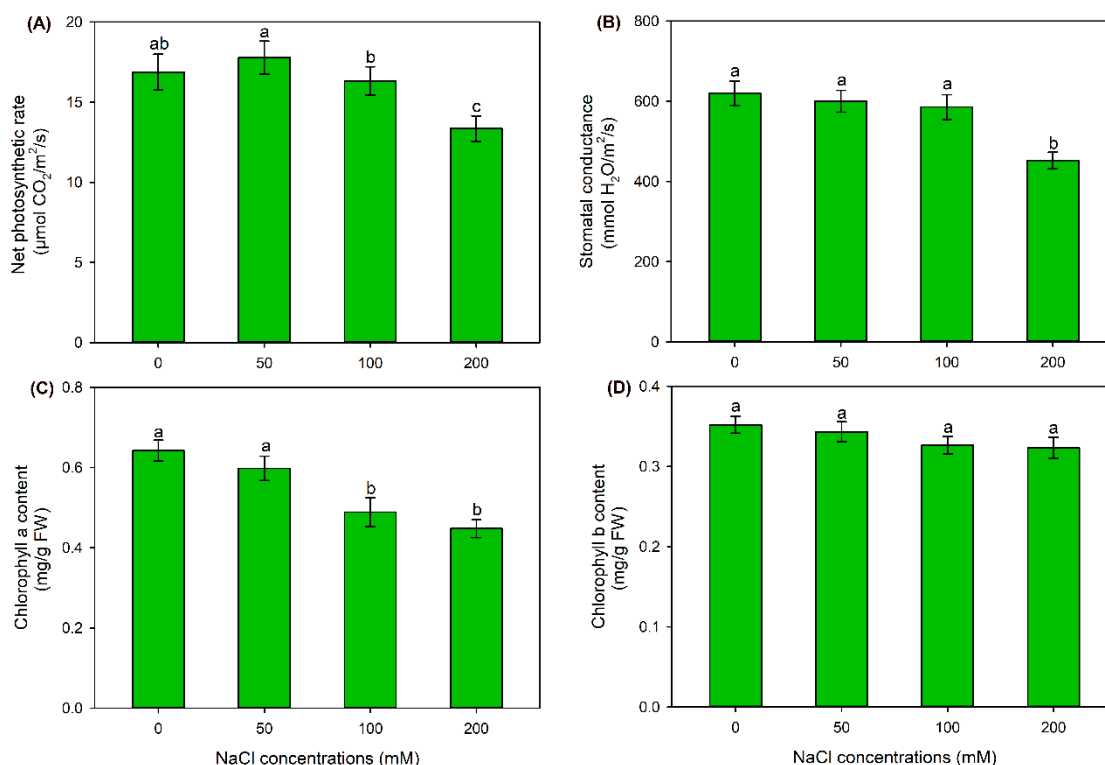 (A)
Net photosynthetic rate
(µmol CO2/m2/s)
20
15
10
5
0
ab
a
b
c
0 50 100 200
(B)
Stomatal conductance
(mmol H2O/m2/s)
800
600
400
200
0
a
a
a
b
0 50 100 200
(C)
Chlorophyll a content
(mg/g FW)
0.8
0.6
0.4
0.2
0.0
a
a
b
b
0 50 100 200
NaCl concentrations (mM)
(D)
Chlorophyll b content
(mg/g FW)
0.4
0.3
0.2
0.1
0.0
a
a
a
a
0 50 100 200
NaCl concentrations (mM)